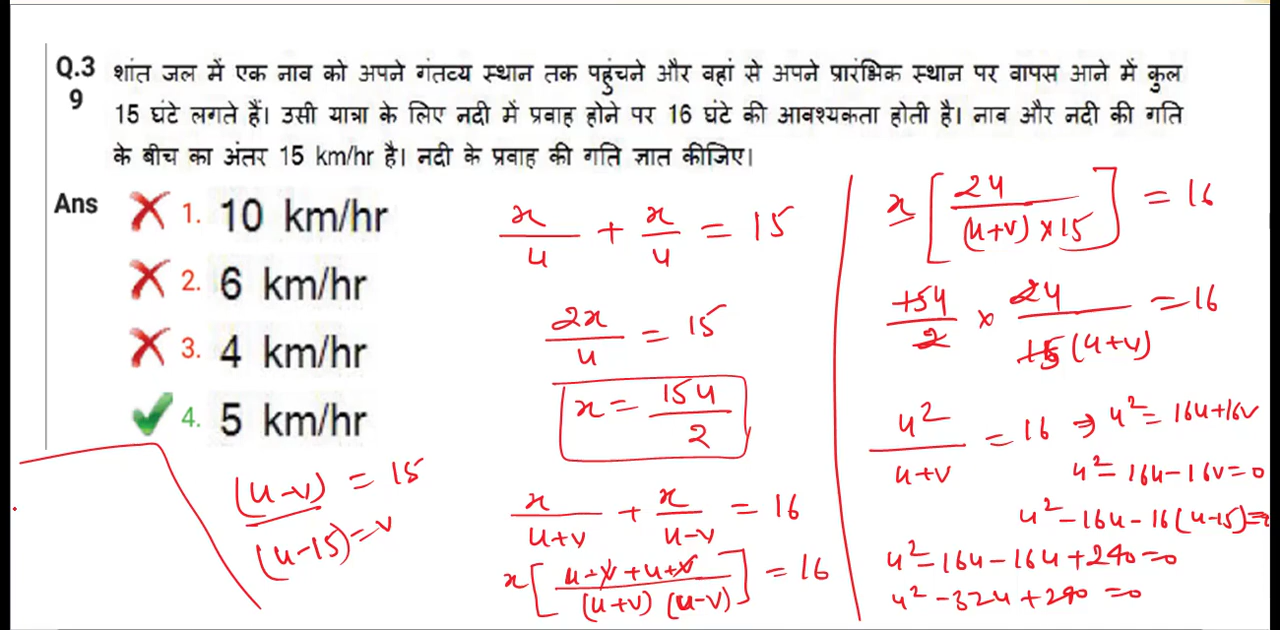 Q.3 शांत जल में एक नाव को अपने गंतव्य स्थान तक पहुंचने और वहां से अपने प्रारंभिक स्थान पर वापस आने में कुल
9 15 घंटे लगते हैं। उसी यात्रा के लिए नदी में प्रवाह होने पर 16 घंटे की आवश्यकता होती है। नाव और नदी की गति
के बीच का अंतर 15 km/hr है। नदी के प्रवाह की गति ज्ञात कीजिए।
Ans
1. 10 km/hr
2. 6 km/hr
3. 4 km/hr
4. 5 km/hr
(u-v) = 15
(u-15)=v
x/u + x/u = 15
2x/u = 15
x = 15u/2
x/(u+v) + x/(u-v) = 16
x[(u-v+u+v)/((u+v)(u-v))] = 16
x[2u/((u+v)×15)] = 16
15u/2 × 2u/(15(u+v)) = 16
u²/(u+v) = 16 ⇒ u² = 16u+16v
u²-16u-16v=0
u²-16u-16(u-15)=0
u²-16u-16u+240=0
u²-32u+240=0